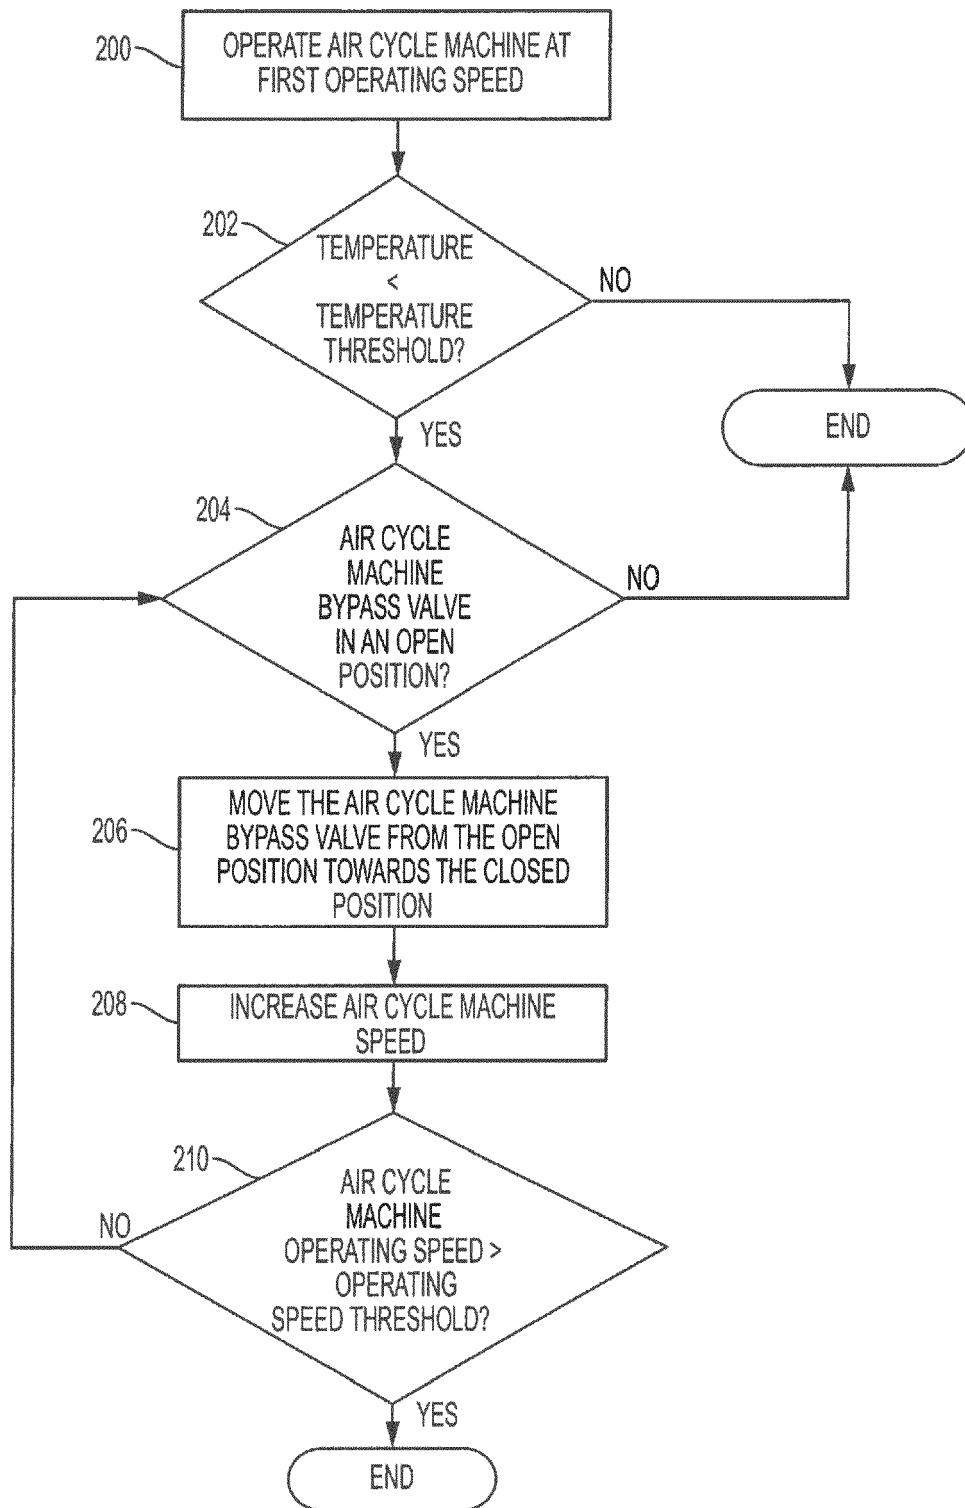 200
OPERATE AIR CYCLE MACHINE AT
FIRST OPERATING SPEED
202
TEMPERATURE
<
TEMPERATURE
THRESHOLD?
NO
YES
END
204
AIR CYCLE
MACHINE
BYPASS VALVE
IN AN OPEN
POSITION?
NO
YES
206
MOVE THE AIR CYCLE MACHINE
BYPASS VALVE FROM THE OPEN
POSITION TOWARDS THE CLOSED
POSITION
208
INCREASE AIR CYCLE MACHINE
SPEED
210
AIR CYCLE
MACHINE
OPERATING SPEED >
OPERATING
SPEED THRESHOLD?
NO
YES
END